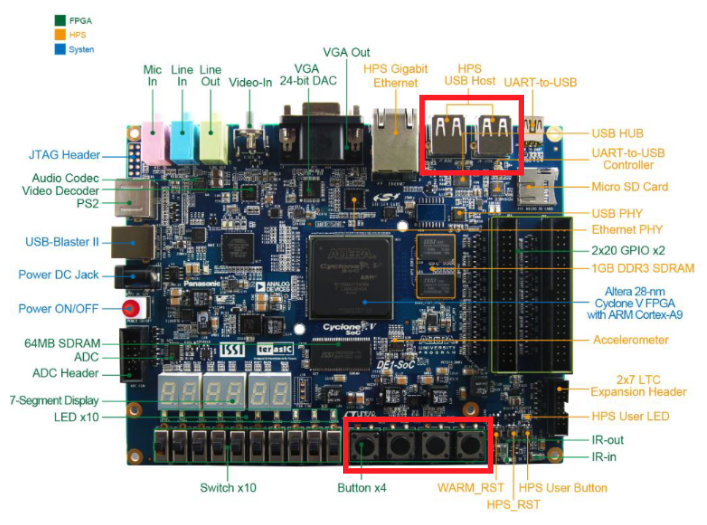 FPGA
HPS
System
VGA Out
Mic
In
Line
In
Line
Out
Video-In
VGA
24-bit DAC
HPS Gigabit
Ethernet
HPS
USB Host
UART-to-USB
USB HUB
UART-to-USB
Controller
Micro SD Card
USB PHY
Ethernet PHY
2x20 GPIO x2
1GB DDR3 SDRAM
Altera 28-nm
Cyclone V FPGA
with ARM Cortex-A9
Accelerometer
2x7 LTC
Expansion Header
HPS User LED
IR-out
IR-in
JTAG Header
Audio Codec
Video Decoder
PS2
USB-Blaster II
Power DC Jack
Power ON/OFF
64MB SDRAM
ADC
ADC Header
7-Segment Display
LED x10
Switch x10
Button x4
WARM_RST
HPS_RST
HPS User Button
Panasonic
ANALOG
DEVICES
ALTERA
Cyclone V
SoC
Cyclone V
SoC
ISSI
terasIC
DE1-SoC
ALTERA
UNIVERSITY
PROGRAM